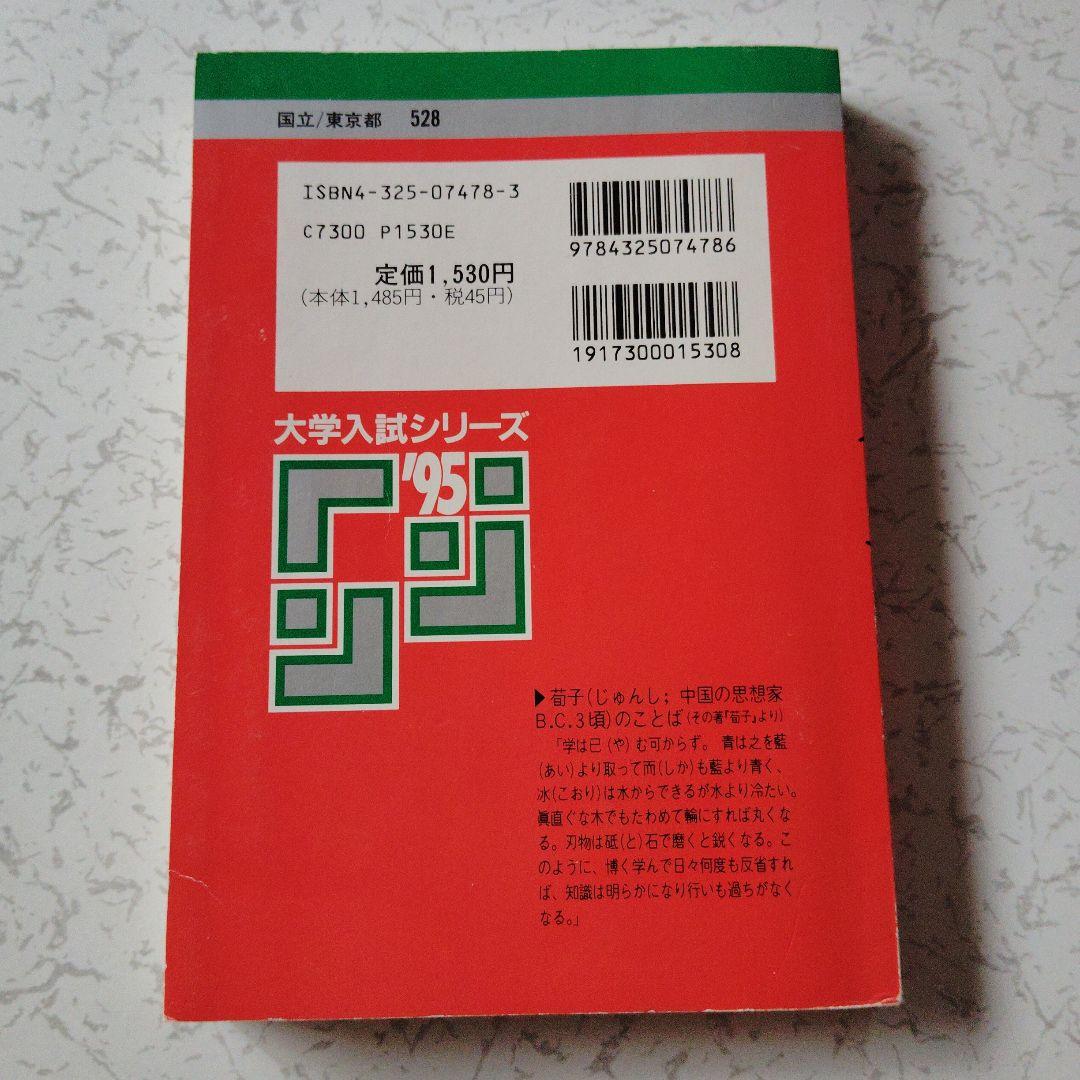 国立/東京都 528
ISBN4-325-07478-3
C7300 P1530E
定価1,530円
(本体1,485円・税45円)
9784325074786
1917300015308
大学入試シリーズ
'95
▶荀子(じゅんし; 中国の思想家
B.C.3頃)のことば(その著「荀子」より)
「学は已(や)む可からず。青は之を藍
(あい)より取って而(しか)も藍より青く、
冰(こおり)は水からできるが水より冷たい。
眞直ぐな木でもたわめて輪にすれば丸くな
る。刃物は砥(と)石で磨くと鋭くなる。こ
のように、博く学んで日々何度も反省すれ
ば、知識は明らかになり行いも過ちがなく
なる。」